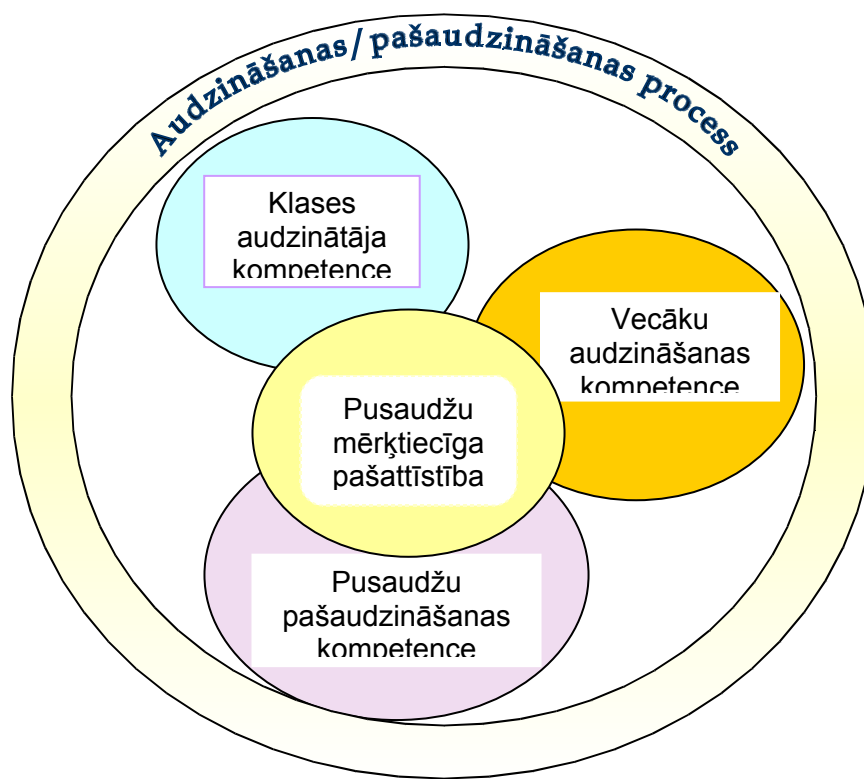 Audzināšanas/pašaudzināšanas process
Klases
audzinātāja
kompetence
Vecāku
audzināšanas
kompetence
Pusaudžu
mērķtiecīga
pašattīstība
Pusaudžu
pašaudzināšanas
kompetence